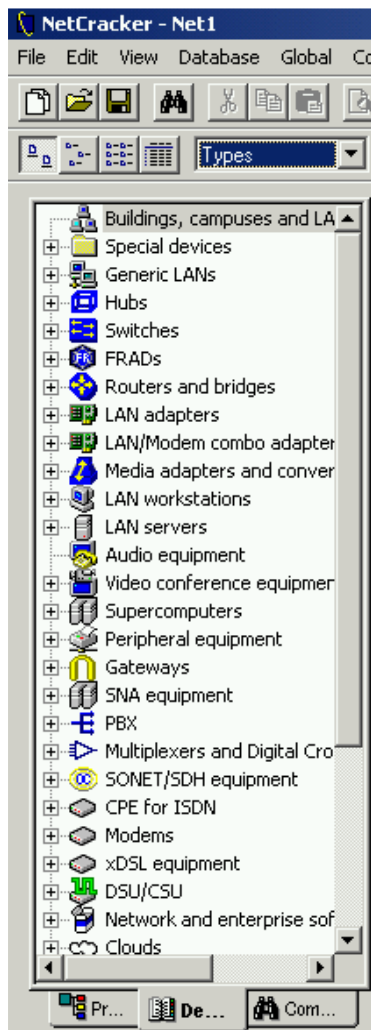 NetCracker - Net1
File Edit View Database Global Co
Types
Buildings, campuses and LA
Special devices
Generic LANs
Hubs
Switches
FRADs
Routers and bridges
LAN adapters
LAN/Modem combo adapter
Media adapters and conver
LAN workstations
LAN servers
Audio equipment
Video conference equipmer
Supercomputers
Peripheral equipment
Gateways
SNA equipment
PBX
Multiplexers and Digital Cro
SONET/SDH equipment
CPE for ISDN
Modems
xDSL equipment
DSU/CSU
Network and enterprise sof
Clouds
Pr... De... Com...